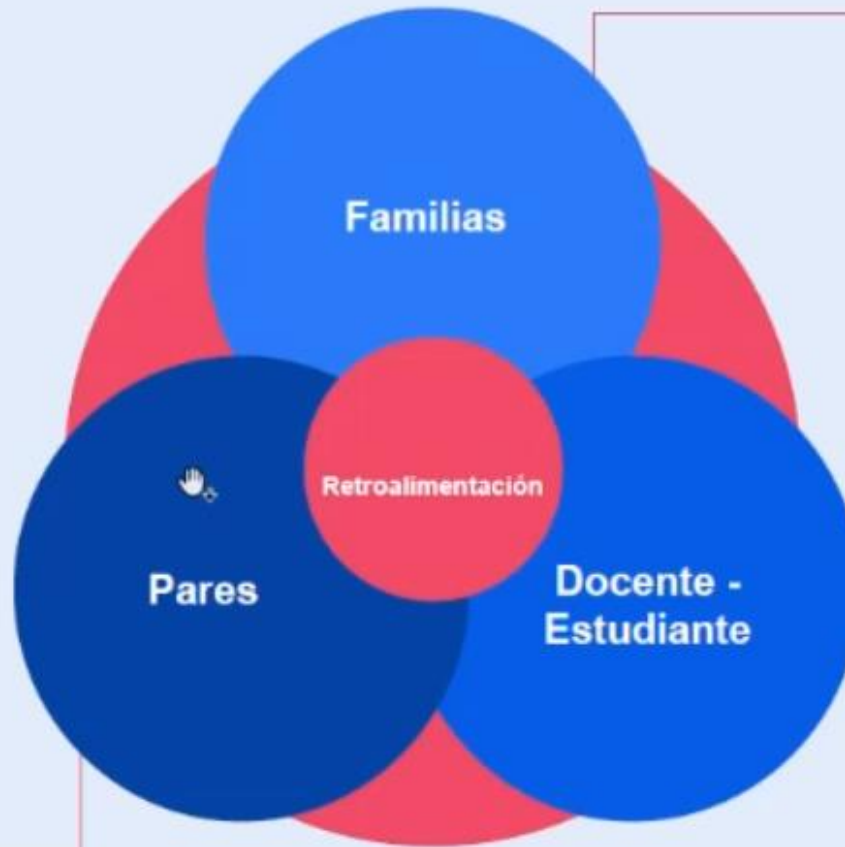 Familias
Retroalimentación
Pares
Docente -
Estudiante